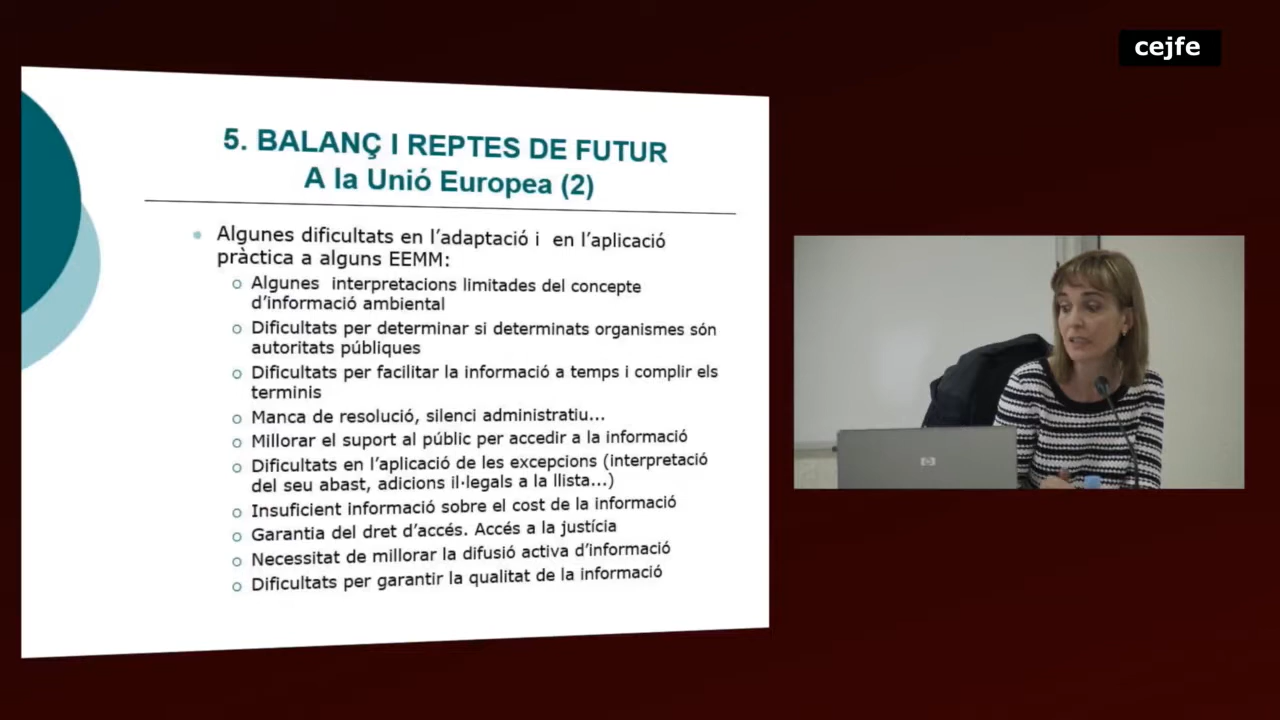 cejfe
5. BALANÇ I REPTES DE FUTUR
A la Unió Europea (2)
Algunes dificultats en l'adaptació i en l'aplicació
pràctica a alguns EEMM:
Algunes interpretacions limitades del concepte
d'informació ambiental
Dificultats per determinar si determinats organismes són
autoritats públiques
Dificultats per facilitar la informació a temps i complir els
terminis
Manca de resolució, silenci administratiu...
Millorar el suport al públic per accedir a la informació
Dificultats en l'aplicació de les excepcions (interpretació
del seu abast, adicions il·legals a la llista...)
Insuficient informació sobre el cost de la informació
Garantia del dret d'accés. Accés a la justícia
Necessitat de millorar la difusió activa d'informació
Dificultats per garantir la qualitat de la informació
hp